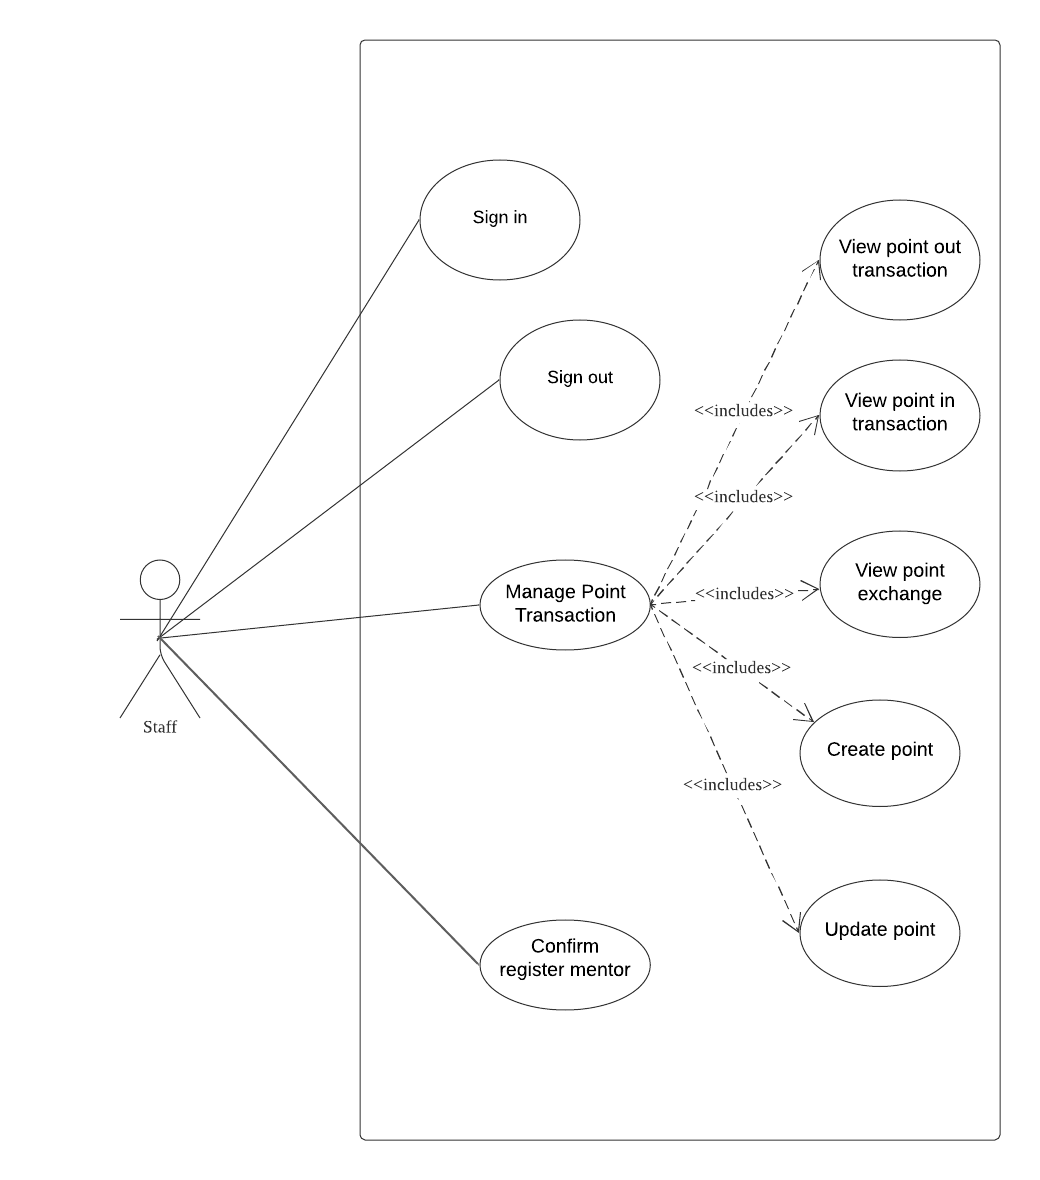 Sign in
View point out
transaction
Sign out
<<includes>>
View point in
transaction
<<includes>>
Manage Point
Transaction
<<includes>>
View point
exchange
<<includes>>
Staff
Create point
<<includes>>
Update point
Confirm
register mentor